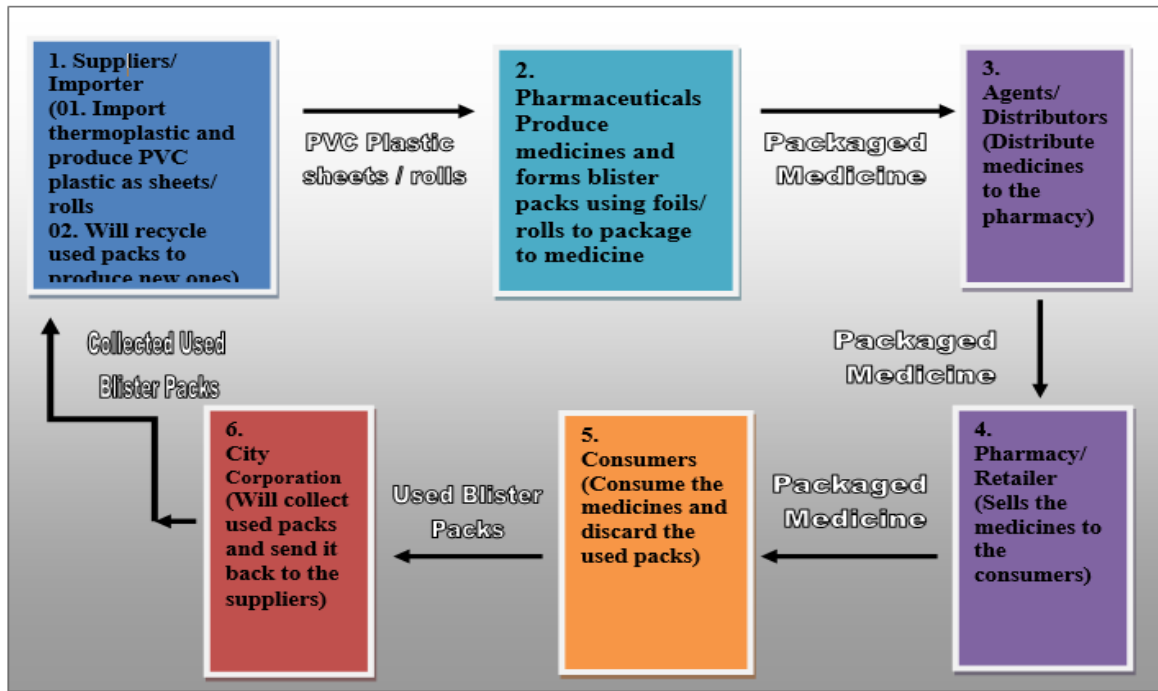 1. Suppliers/
Importer
(01. Import
thermoplastic and
produce PVC
plastic as sheets/
rolls
02. Will recycle
used packs to
produce new ones)
PVC Plastic
sheets / rolls
2.
Pharmaceuticals
Produce
medicines and
forms blister
packs using foils/
rolls to package
to medicine
Packaged
Medicine
3.
Agents/
Distributors
(Distribute
medicines
to the
pharmacy)
Packaged
Medicine
4.
Pharmacy/
Retailer
(Sells the
medicines to
the
consumers)
Packaged
Medicine
5.
Consumers
(Consume the
medicines and
discard the
used packs)
Used Blister
Packs
6.
City
Corporation
(Will collect
used packs
and send it
back to the
suppliers)
Collected Used
Blister Packs